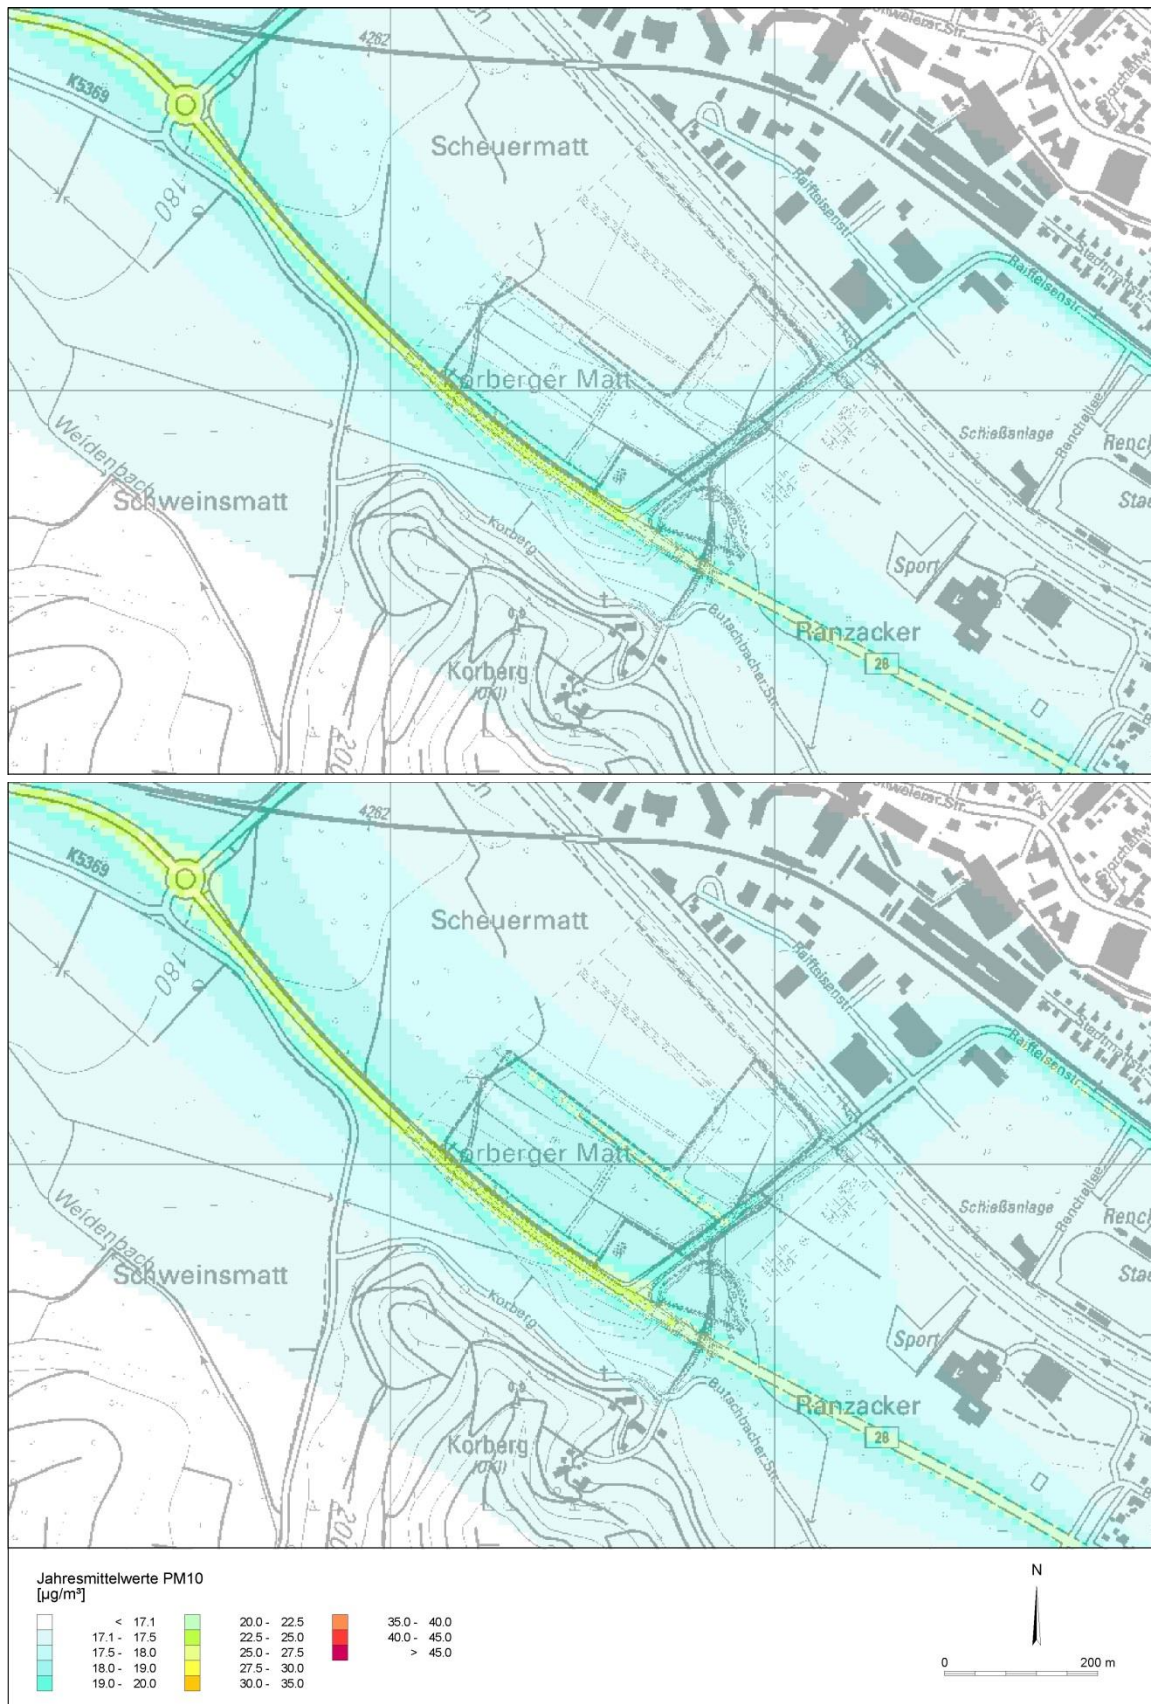 4262
K5369
Scheuermatt
180
Raiffeisenstr.
Stadtmattstr.
Raiffeisenstr.
Korberger Matt
Schießanlage
Renchallee
Weidenbach
Schweinsmatt
Korberg
Sport
Ranzacker
Butschbacher Str.
28
Korberg
200
4262
K5369
Scheuermatt
180
Raiffeisenstr.
Stadtmattstr.
Raiffeisenstr.
Korberger Matt
Schießanlage
Renchallee
Weidenbach
Schweinsmatt
Korberg
Sport
Ranzacker
Butschbacher Str.
28
Korberg
200
Jahresmittelwerte PM10
[µg/m³]
< 17.1
17.1 - 17.5
17.5 - 18.0
18.0 - 19.0
19.0 - 20.0
20.0 - 22.5
22.5 - 25.0
25.0 - 27.5
27.5 - 30.0
30.0 - 35.0
35.0 - 40.0
40.0 - 45.0
> 45.0
N
0 200 m